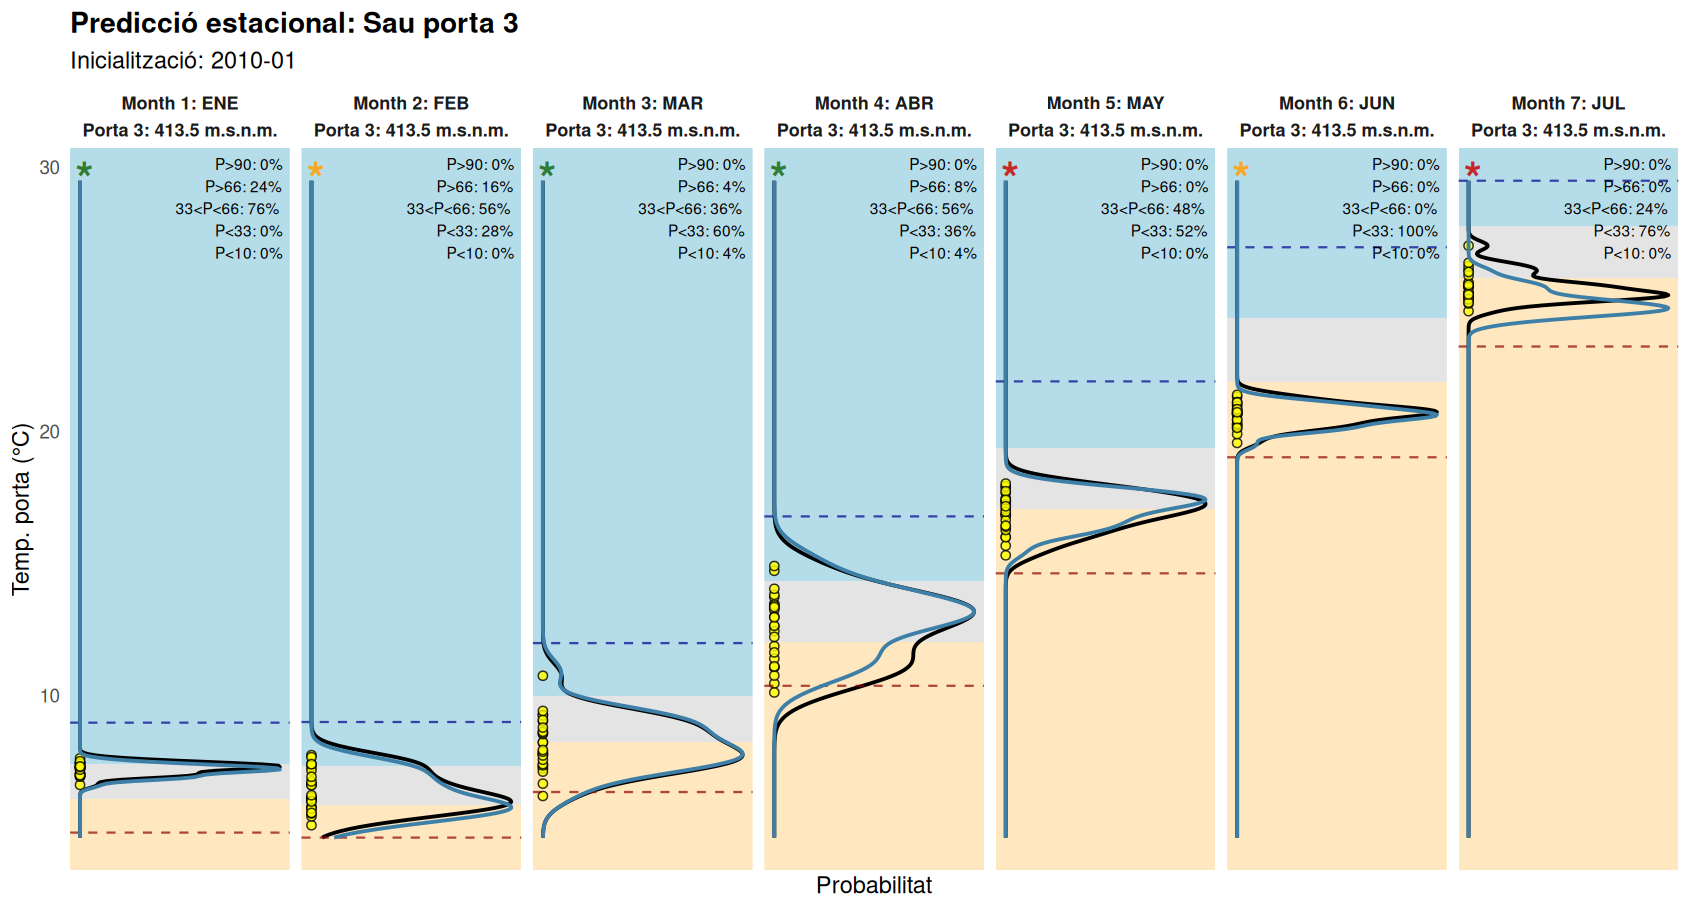 Predicció estacional: Sau porta 3
Inicialització: 2010-01
Month 1: ENE
Porta 3: 413.5 m.s.n.m.
Month 2: FEB
Porta 3: 413.5 m.s.n.m.
Month 3: MAR
Porta 3: 413.5 m.s.n.m.
Month 4: ABR
Porta 3: 413.5 m.s.n.m.
Month 5: MAY
Porta 3: 413.5 m.s.n.m.
Month 6: JUN
Porta 3: 413.5 m.s.n.m.
Month 7: JUL
Porta 3: 413.5 m.s.n.m.
Temp. porta (°C)
30
20
10
*
P>90: 0%
P>66: 24%
33<P<66: 76%
P<33: 0%
P<10: 0%
*
P>90: 0%
P>66: 16%
33<P<66: 56%
P<33: 28%
P<10: 0%
*
P>90: 0%
P>66: 4%
33<P<66: 36%
P<33: 60%
P<10: 4%
*
P>90: 0%
P>66: 8%
33<P<66: 56%
P<33: 36%
P<10: 4%
*
P>90: 0%
P>66: 0%
33<P<66: 48%
P<33: 52%
P<10: 0%
*
P>90: 0%
P>66: 0%
33<P<66: 0%
P<33: 100%
P<10: 0%
*
P>90: 0%
P>66: 0%
33<P<66: 24%
P<33: 76%
P<10: 0%
Probabilitat